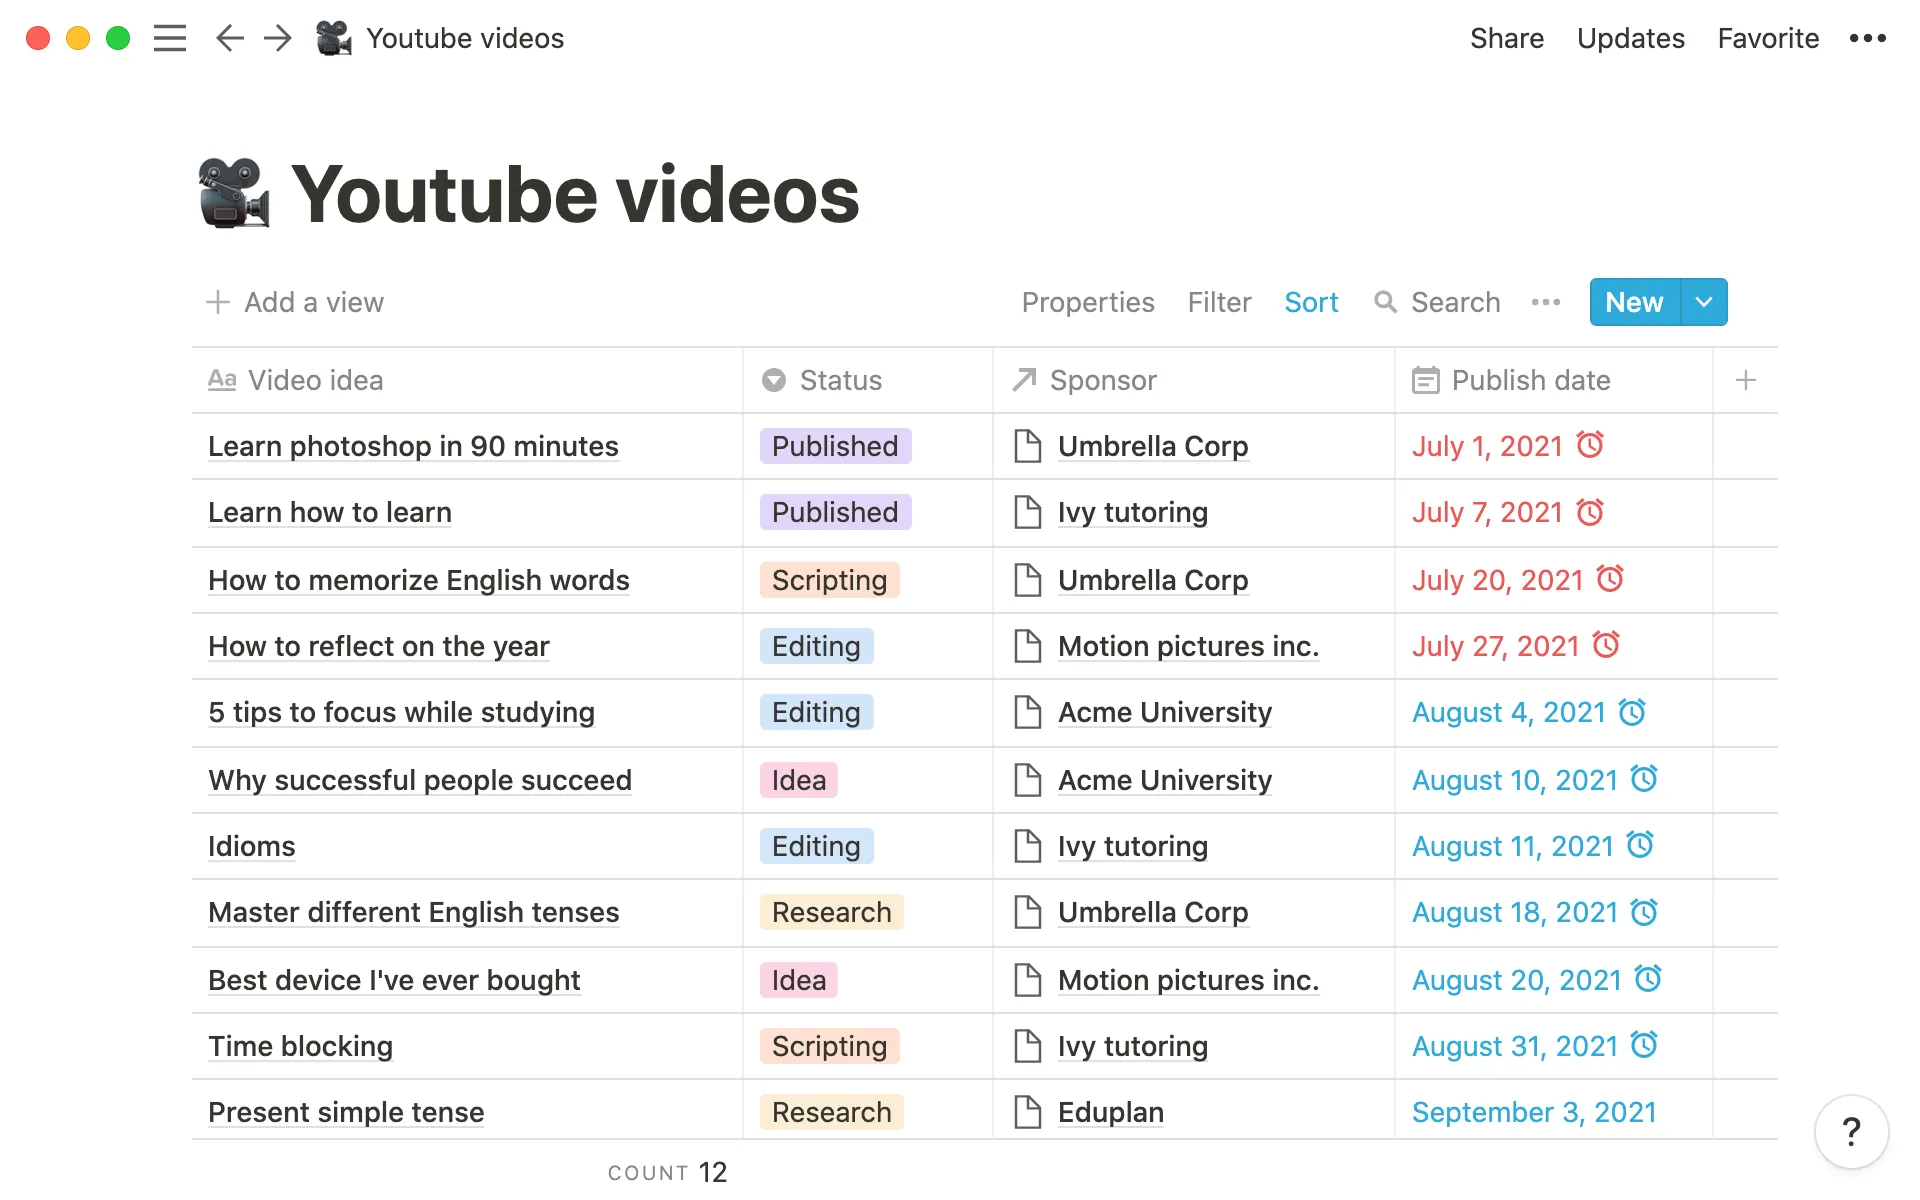 Youtube videos
Share Updates Favorite
Youtube videos
Add a view
Properties Filter Sort Search New
Aa Video idea Status Sponsor Publish date
Learn photoshop in 90 minutes Published Umbrella Corp July 1, 2021
Learn how to learn Published Ivy tutoring July 7, 2021
How to memorize English words Scripting Umbrella Corp July 20, 2021
How to reflect on the year Editing Motion pictures inc. July 27, 2021
5 tips to focus while studying Editing Acme University August 4, 2021
Why successful people succeed Idea Acme University August 10, 2021
Idioms Editing Ivy tutoring August 11, 2021
Master different English tenses Research Umbrella Corp August 18, 2021
Best device I've ever bought Idea Motion pictures inc. August 20, 2021
Time blocking Scripting Ivy tutoring August 31, 2021
Present simple tense Research Eduplan September 3, 2021
COUNT 12
?